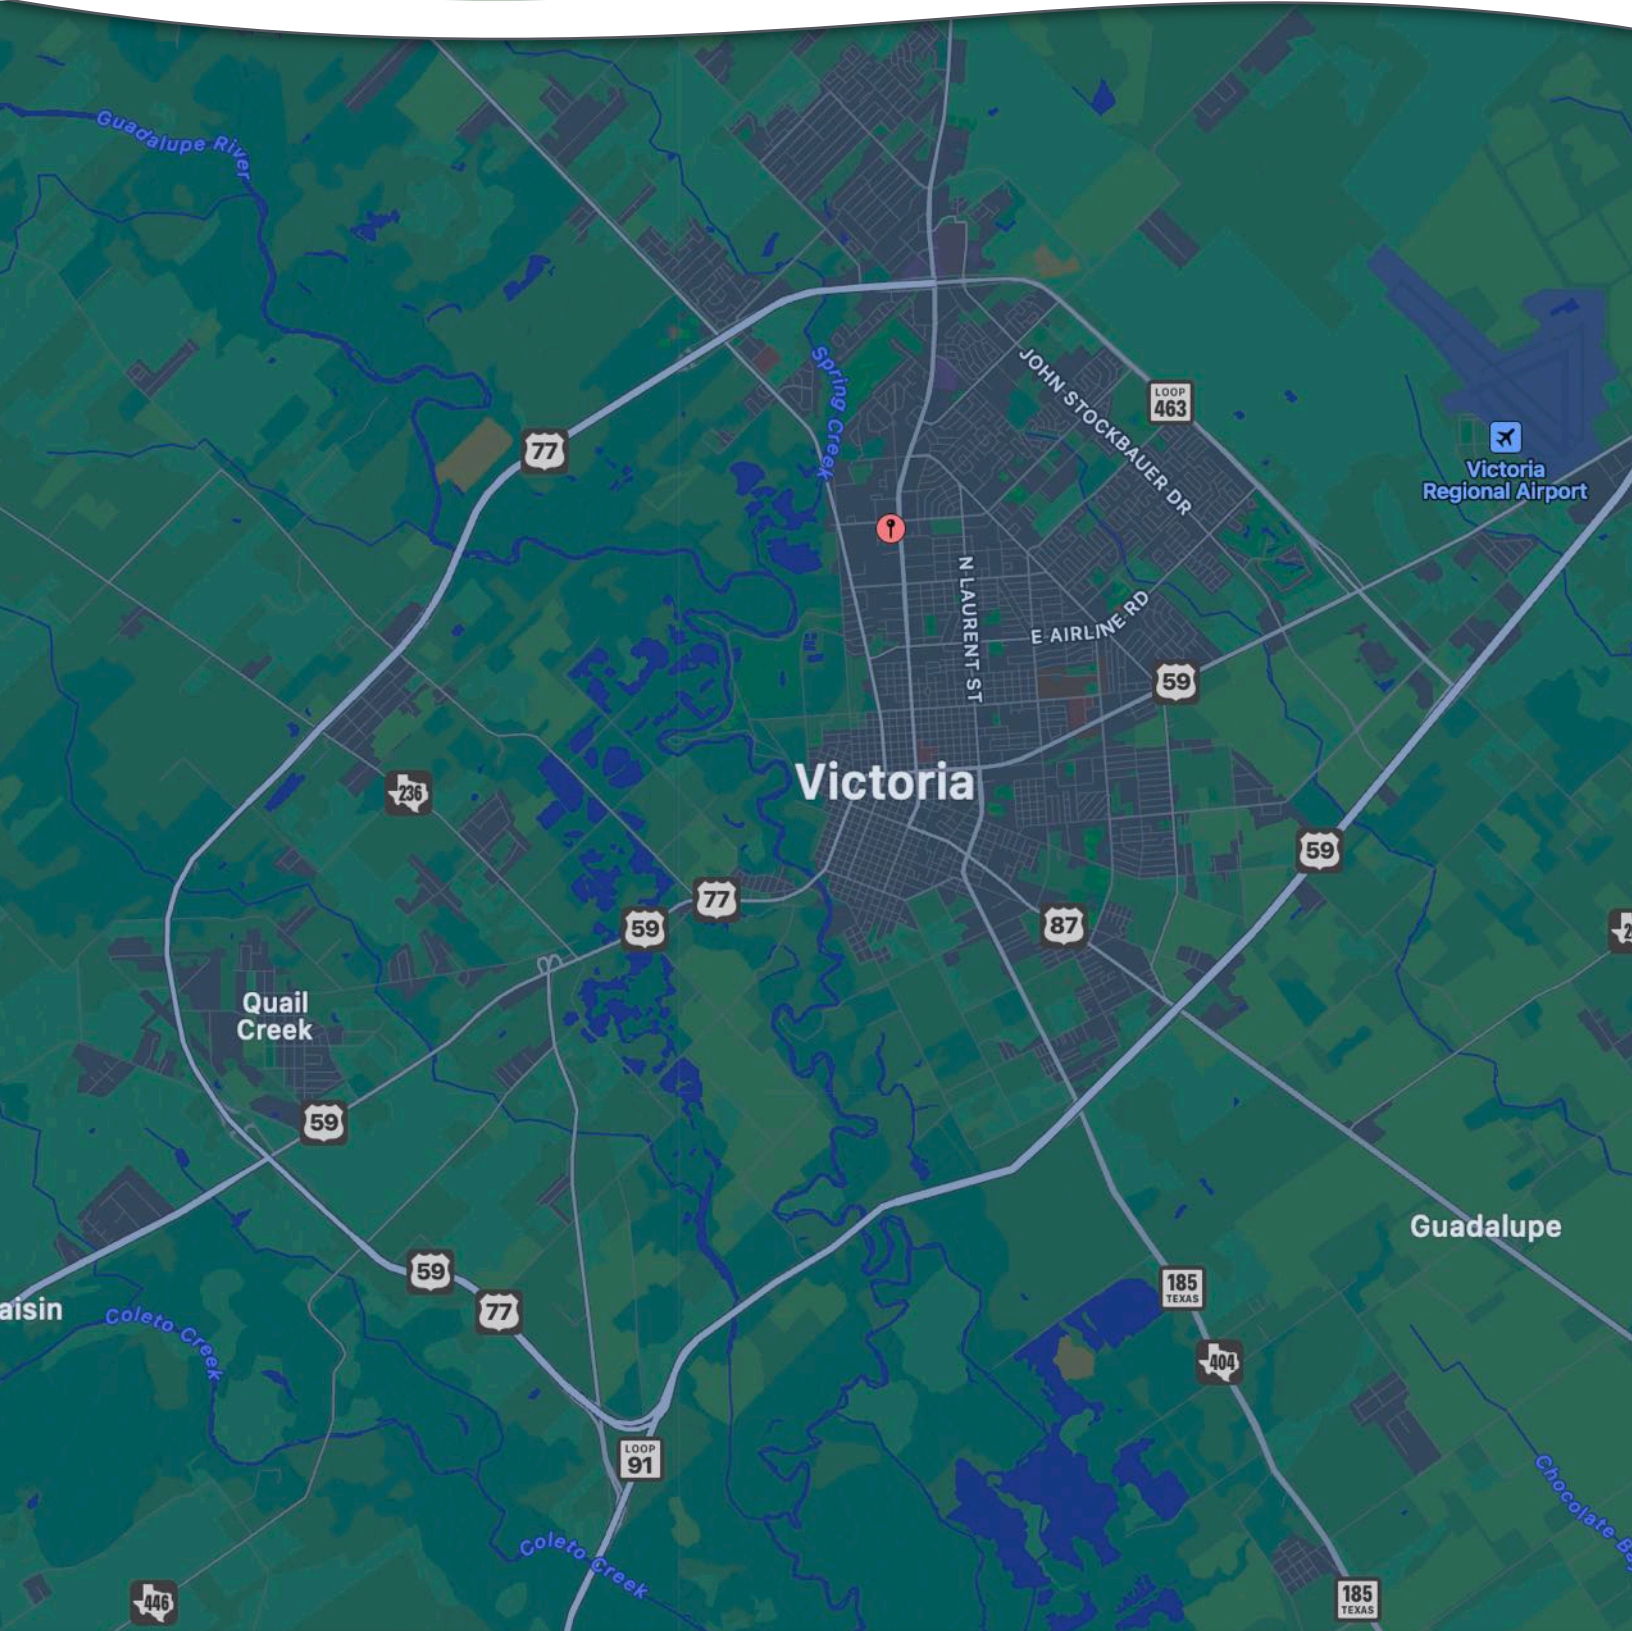 Guadalupe River
Spring Creek
JOHN STOCKBAUER DR
LOOP
463
77
Victoria
Regional Airport
N LAURENT ST
E AIRLINE RD
59
Victoria
236
59
77
59
87
Quail
Creek
59
Guadalupe
59
185
TEXAS
77
aisin
Coleto Creek
404
LOOP
91
Chocolate Ba
Coleto Creek
446
185
TEXAS